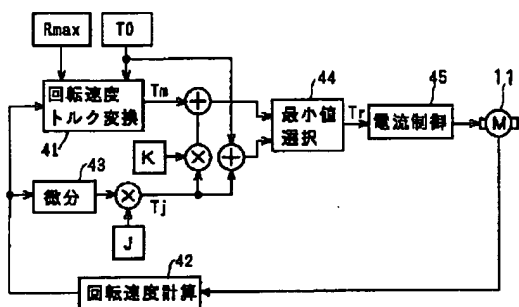 Rmax
T0
回転速度
トルク変換
41
Tm
44
最小値
選択
Tr
45
電流制御
11
M
K
43
微分
Tj
J
42
回転速度計算